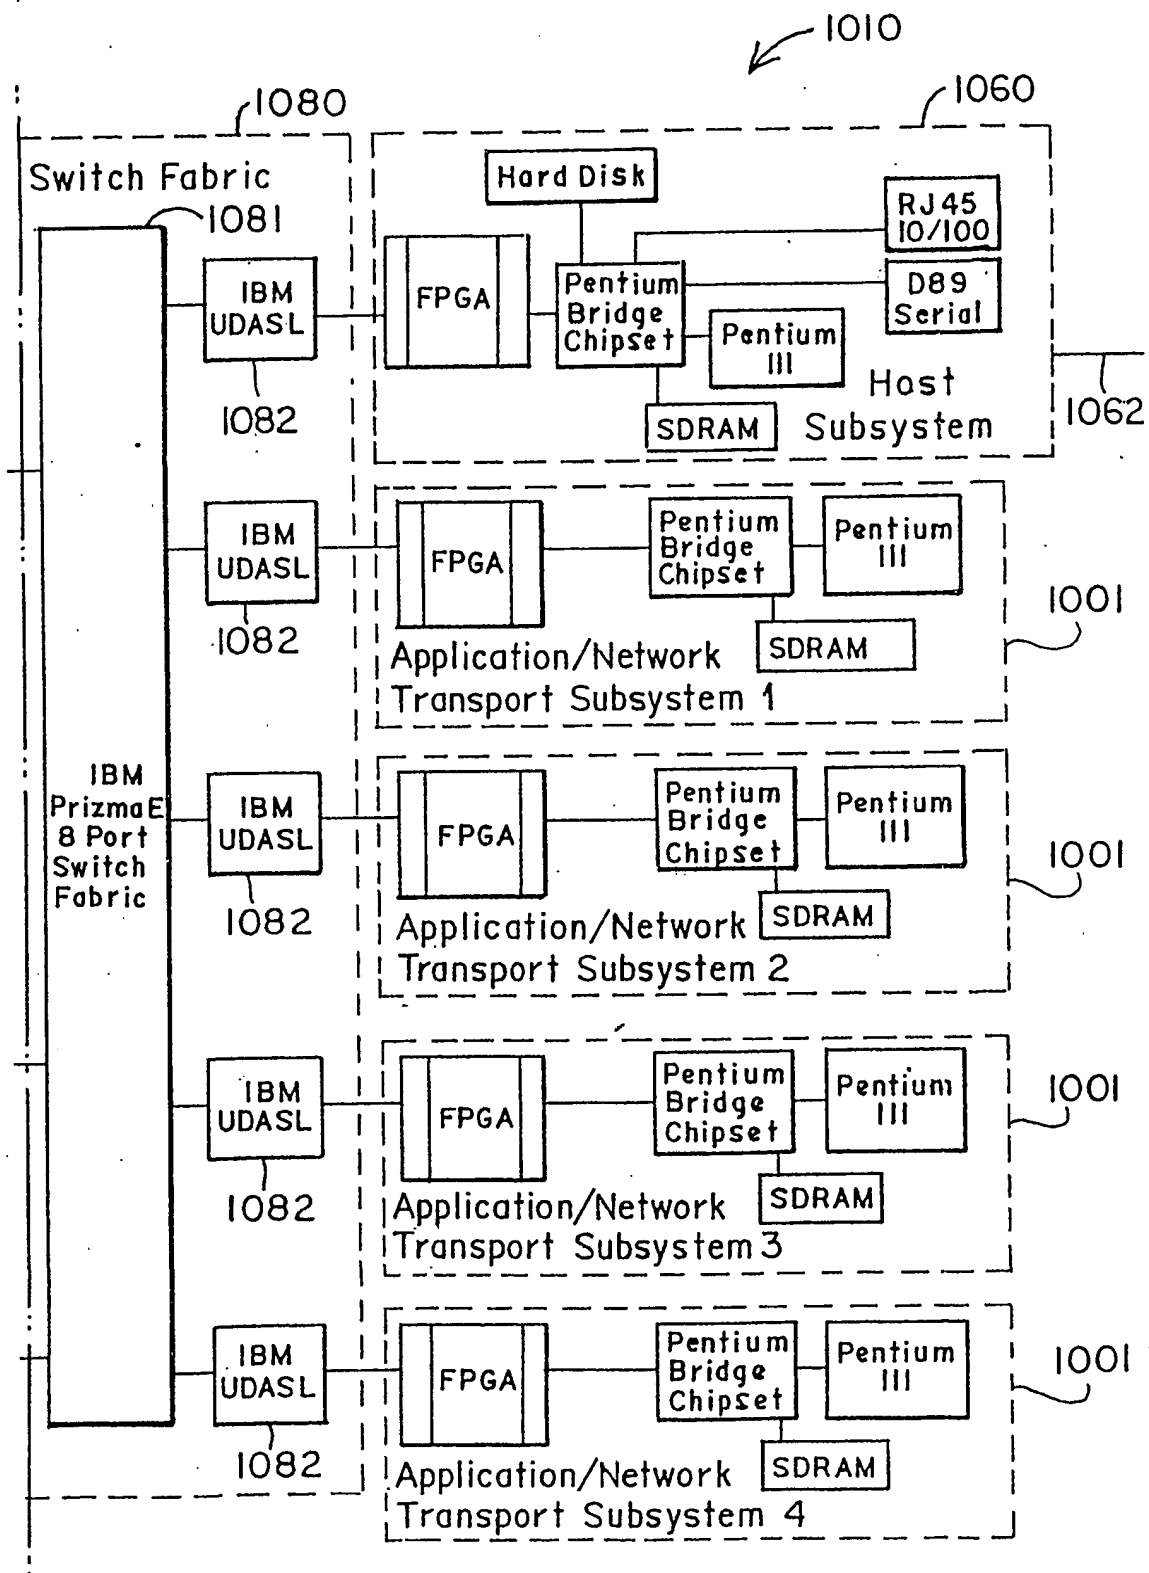 1010
1080
1060
Switch Fabric
1081
Hard Disk
RJ45
10/100
IBM
UDASL
FPGA
Pentium
Bridge
Chipset
D89
Serial
Pentium
III
Host
Subsystem
SDRAM
1082
1062
IBM
UDASL
FPGA
Pentium
Bridge
Chipset
Pentium
III
1082
SDRAM
1001
Application/Network
Transport Subsystem 1
IBM
PrizmaE
8 Port
Switch
Fabric
IBM
UDASL
FPGA
Pentium
Bridge
Chipset
Pentium
III
1001
1082
SDRAM
Application/Network
Transport Subsystem 2
IBM
UDASL
FPGA
Pentium
Bridge
Chipset
Pentium
III
1001
1082
SDRAM
Application/Network
Transport Subsystem 3
IBM
UDASL
FPGA
Pentium
Bridge
Chipset
Pentium
III
1001
1082
SDRAM
Application/Network
Transport Subsystem 4